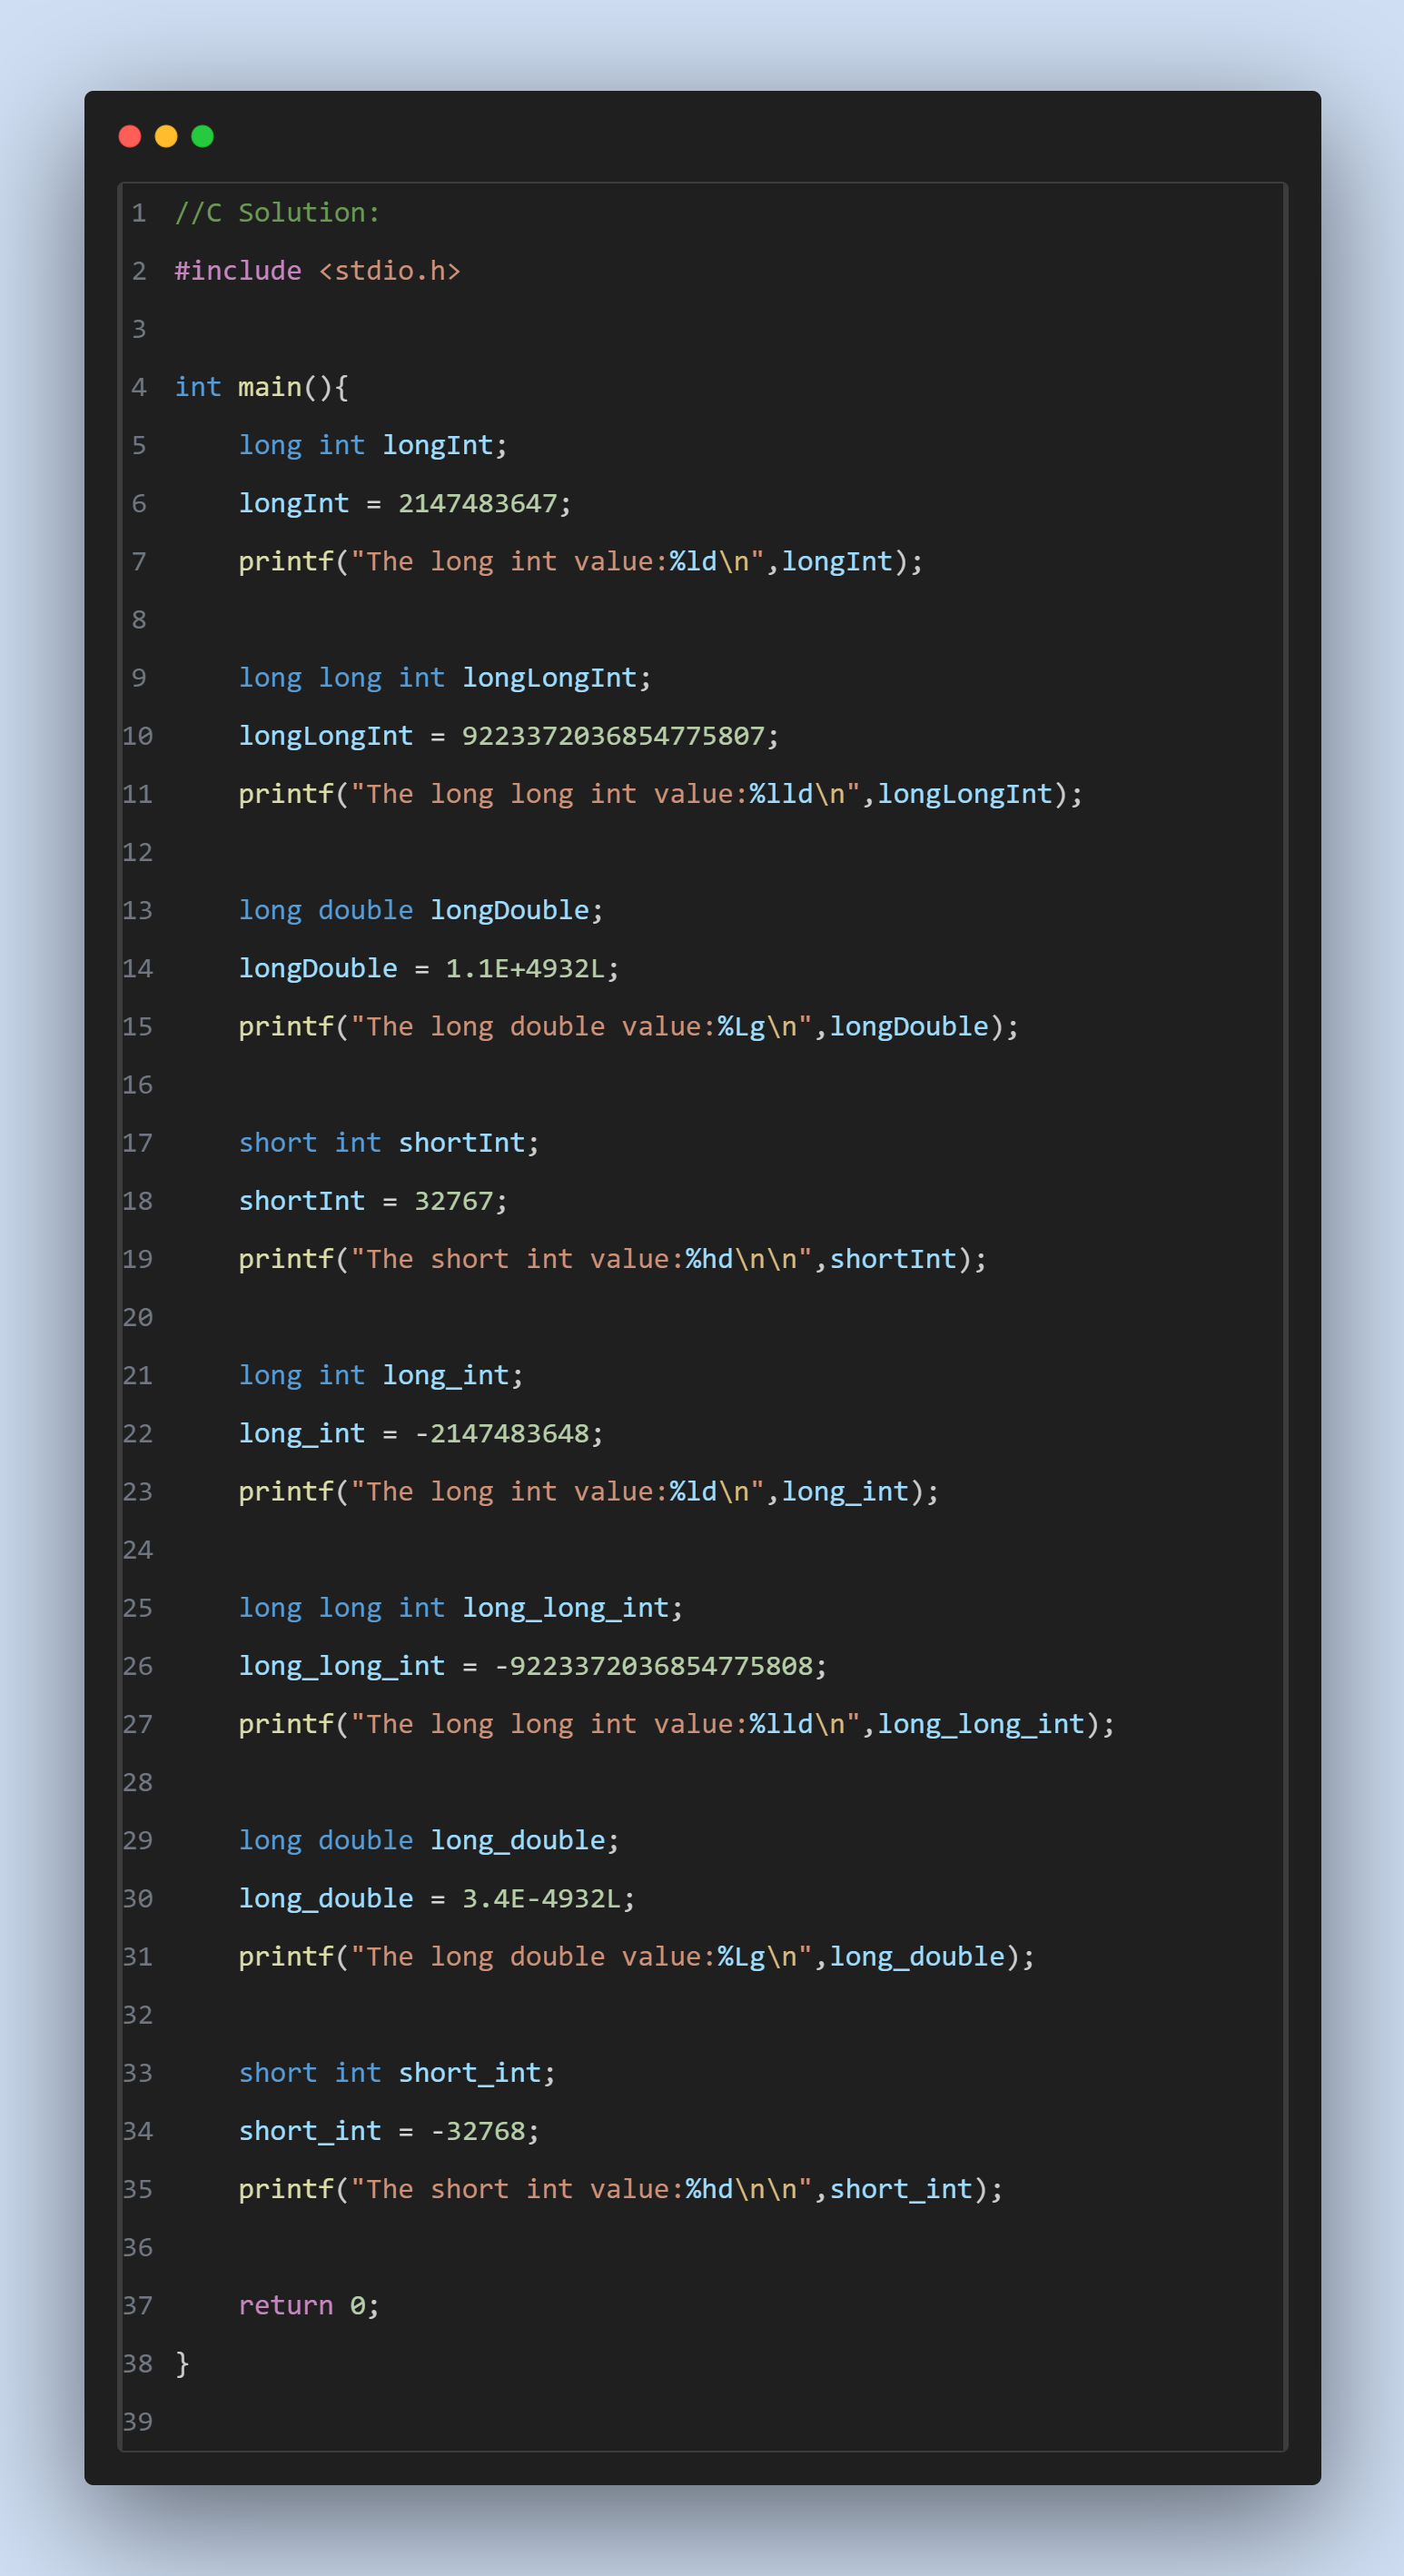 1 //C Solution:
2 #include <stdio.h>
3
4 int main(){
5     long int longInt;
6     longInt = 2147483647;
7     printf("The long int value:%ld\n",longInt);
8
9     long long int longLongInt;
10     longLongInt = 9223372036854775807;
11     printf("The long long int value:%lld\n",longLongInt);
12
13     long double longDouble;
14     longDouble = 1.1E+4932L;
15     printf("The long double value:%Lg\n",longDouble);
16
17     short int shortInt;
18     shortInt = 32767;
19     printf("The short int value:%hd\n\n",shortInt);
20
21     long int long_int;
22     long_int = -2147483648;
23     printf("The long int value:%ld\n",long_int);
24
25     long long int long_long_int;
26     long_long_int = -9223372036854775808;
27     printf("The long long int value:%lld\n",long_long_int);
28
29     long double long_double;
30     long_double = 3.4E-4932L;
31     printf("The long double value:%Lg\n",long_double);
32
33     short int short_int;
34     short_int = -32768;
35     printf("The short int value:%hd\n\n",short_int);
36
37     return 0;
38 }
39